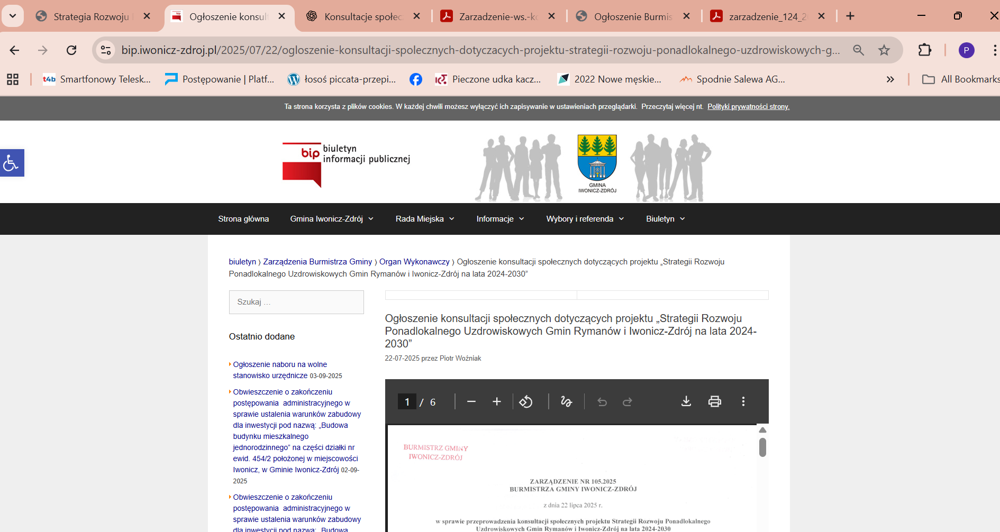 Strategia Rozwoju
Ogłoszenie konsult
Konsultacje społec
Zarzadzenie-ws.-k
Ogłoszenie Burmis
zarzadzenie_124_2
bip.iwonicz-zdroj.pl/2025/07/22/ogloszenie-konsultacji-spolecznych-dotyczacych-projektu-strategii-rozwoju-ponadlokalnego-uzdrowiskowych-g...
P
t4b
Smartfonowy Telesk...
Postępowanie | Platf...
łosoś piccata-przepi...
Pieczone udka kacz...
2022 Nowe męskie...
Spodnie Salewa AG...
All Bookmarks
Ta strona korzysta z plików cookies. W każdej chwili możesz wyłączyć ich zapisywanie w ustawieniach przeglądarki. Przeczytaj więcej nt. Polityki prywatności strony.
bip
biuletyn
informacji publicznej
GMINA
IWONICZ-ZDRÓJ
Strona główna
Gmina Iwonicz-Zdrój
Rada Miejska
Informacje
Wybory i referenda
Biuletyn
biuletyn ⟩ Zarządzenia Burmistrza Gminy ⟩ Organ Wykonawczy ⟩ Ogłoszenie konsultacji społecznych dotyczących projektu „Strategii Rozwoju
Ponadlokalnego Uzdrowiskowych Gmin Rymanów i Iwonicz-Zdrój na lata 2024-2030”
Szukaj …
Ostatnio dodane
Ogłoszenie naboru na wolne
stanowisko urzędnicze 03-09-2025
Obwieszczenie o zakończeniu
postępowania administracyjnego w
sprawie ustalenia warunków zabudowy
dla inwestycji pod nazwą: „Budowa
budynku mieszkalnego
jednorodzinnego” na części działki nr
ewid. 454/2 położonej w miejscowości
Iwonicz, w Gminie Iwonicz-Zdrój 02-09-
2025
Obwieszczenie o zakończeniu
postępowania administracyjnego w
sprawie ustalenia warunków zabudowy
dla inwestycji pod nazwą: „Budowa
Ogłoszenie konsultacji społecznych dotyczących projektu „Strategii Rozwoju
Ponadlokalnego Uzdrowiskowych Gmin Rymanów i Iwonicz-Zdrój na lata 2024-
2030”
22-07-2025 przez Piotr Woźniak
1 / 6
BURMISTRZ GMINY
IWONICZ-ZDRÓJ
ZARZĄDZENIE NR 105.2025
BURMISTRZA GMINY IWONICZ-ZDRÓJ
z dnia 22 lipca 2025 r.
w sprawie przeprowadzenia konsultacji społecznych projektu Strategii Rozwoju Ponadlokalnego
Uzdrowiskowych Gmin Rymanów i Iwonicz-Zdrój na lata 2024-2030